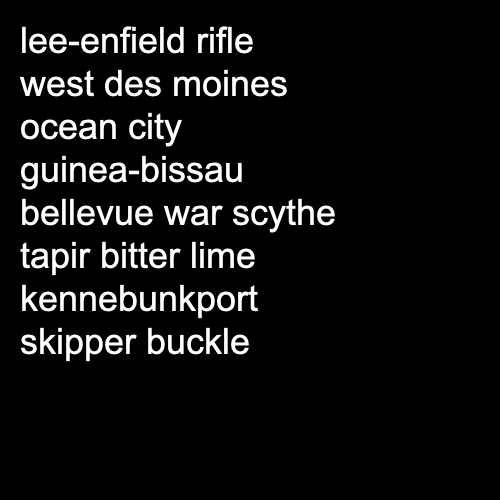 lee-enfield rifle
west des moines
ocean city
guinea-bissau
bellevue war scythe
tapir bitter lime
kennebunkport
skipper buckle